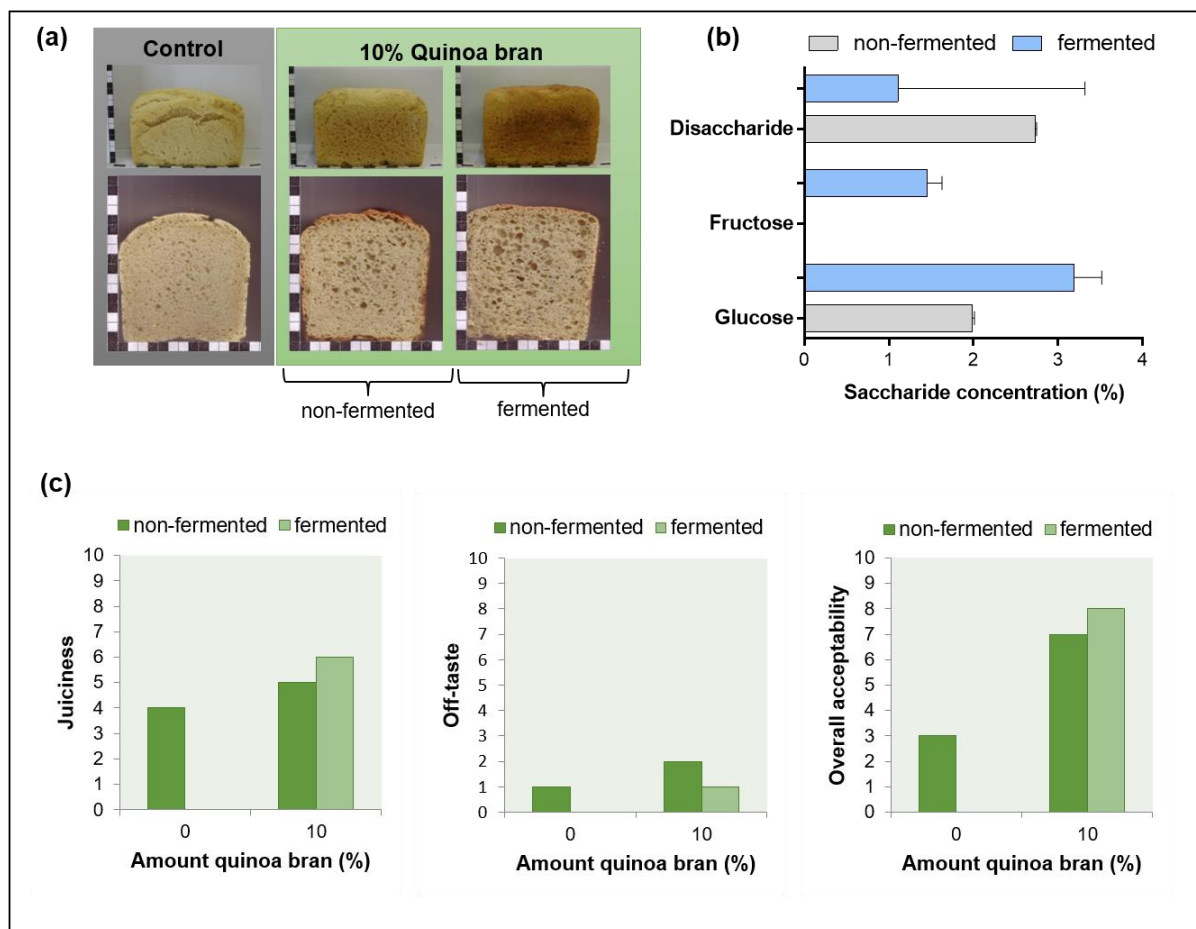 (a)
Control
10% Quinoa bran
non-fermented
fermented
(b)
non-fermented fermented
Disaccharide
Fructose
Glucose
0 1 2 3 4
Saccharide concentration (%)
(c)
non-fermented fermented
10
9
8
7
6
5
4
3
2
1
0
Juiciness
0 10
Amount quinoa bran (%)
non-fermented fermented
10
9
8
7
6
5
4
3
2
1
0
Off-taste
0 10
Amount quinoa bran (%)
non-fermented fermented
10
9
8
7
6
5
4
3
2
1
0
Overall acceptability
0 10
Amount quinoa bran (%)